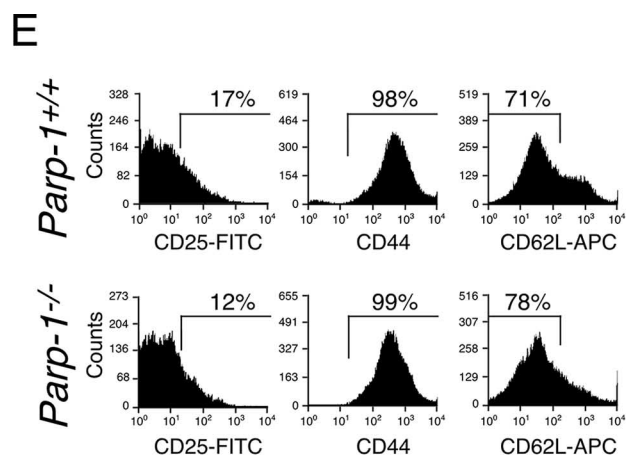 E
Parp-1+/+
Counts
17%
328
246
164
82
0
10⁰ 10¹ 10² 10³ 10⁴
CD25-FITC
98%
619
464
300
154
0
10⁰ 10¹ 10² 10³ 10⁴
CD44
71%
519
389
259
129
0
10⁰ 10¹ 10² 10³ 10⁴
CD62L-APC
Parp-1-/-
Counts
12%
273
204
136
68
0
10⁰ 10¹ 10² 10³ 10⁴
CD25-FITC
99%
655
491
327
163
0
10⁰ 10¹ 10² 10³ 10⁴
CD44
78%
516
307
258
129
0
10⁰ 10¹ 10² 10³ 10⁴
CD62L-APC